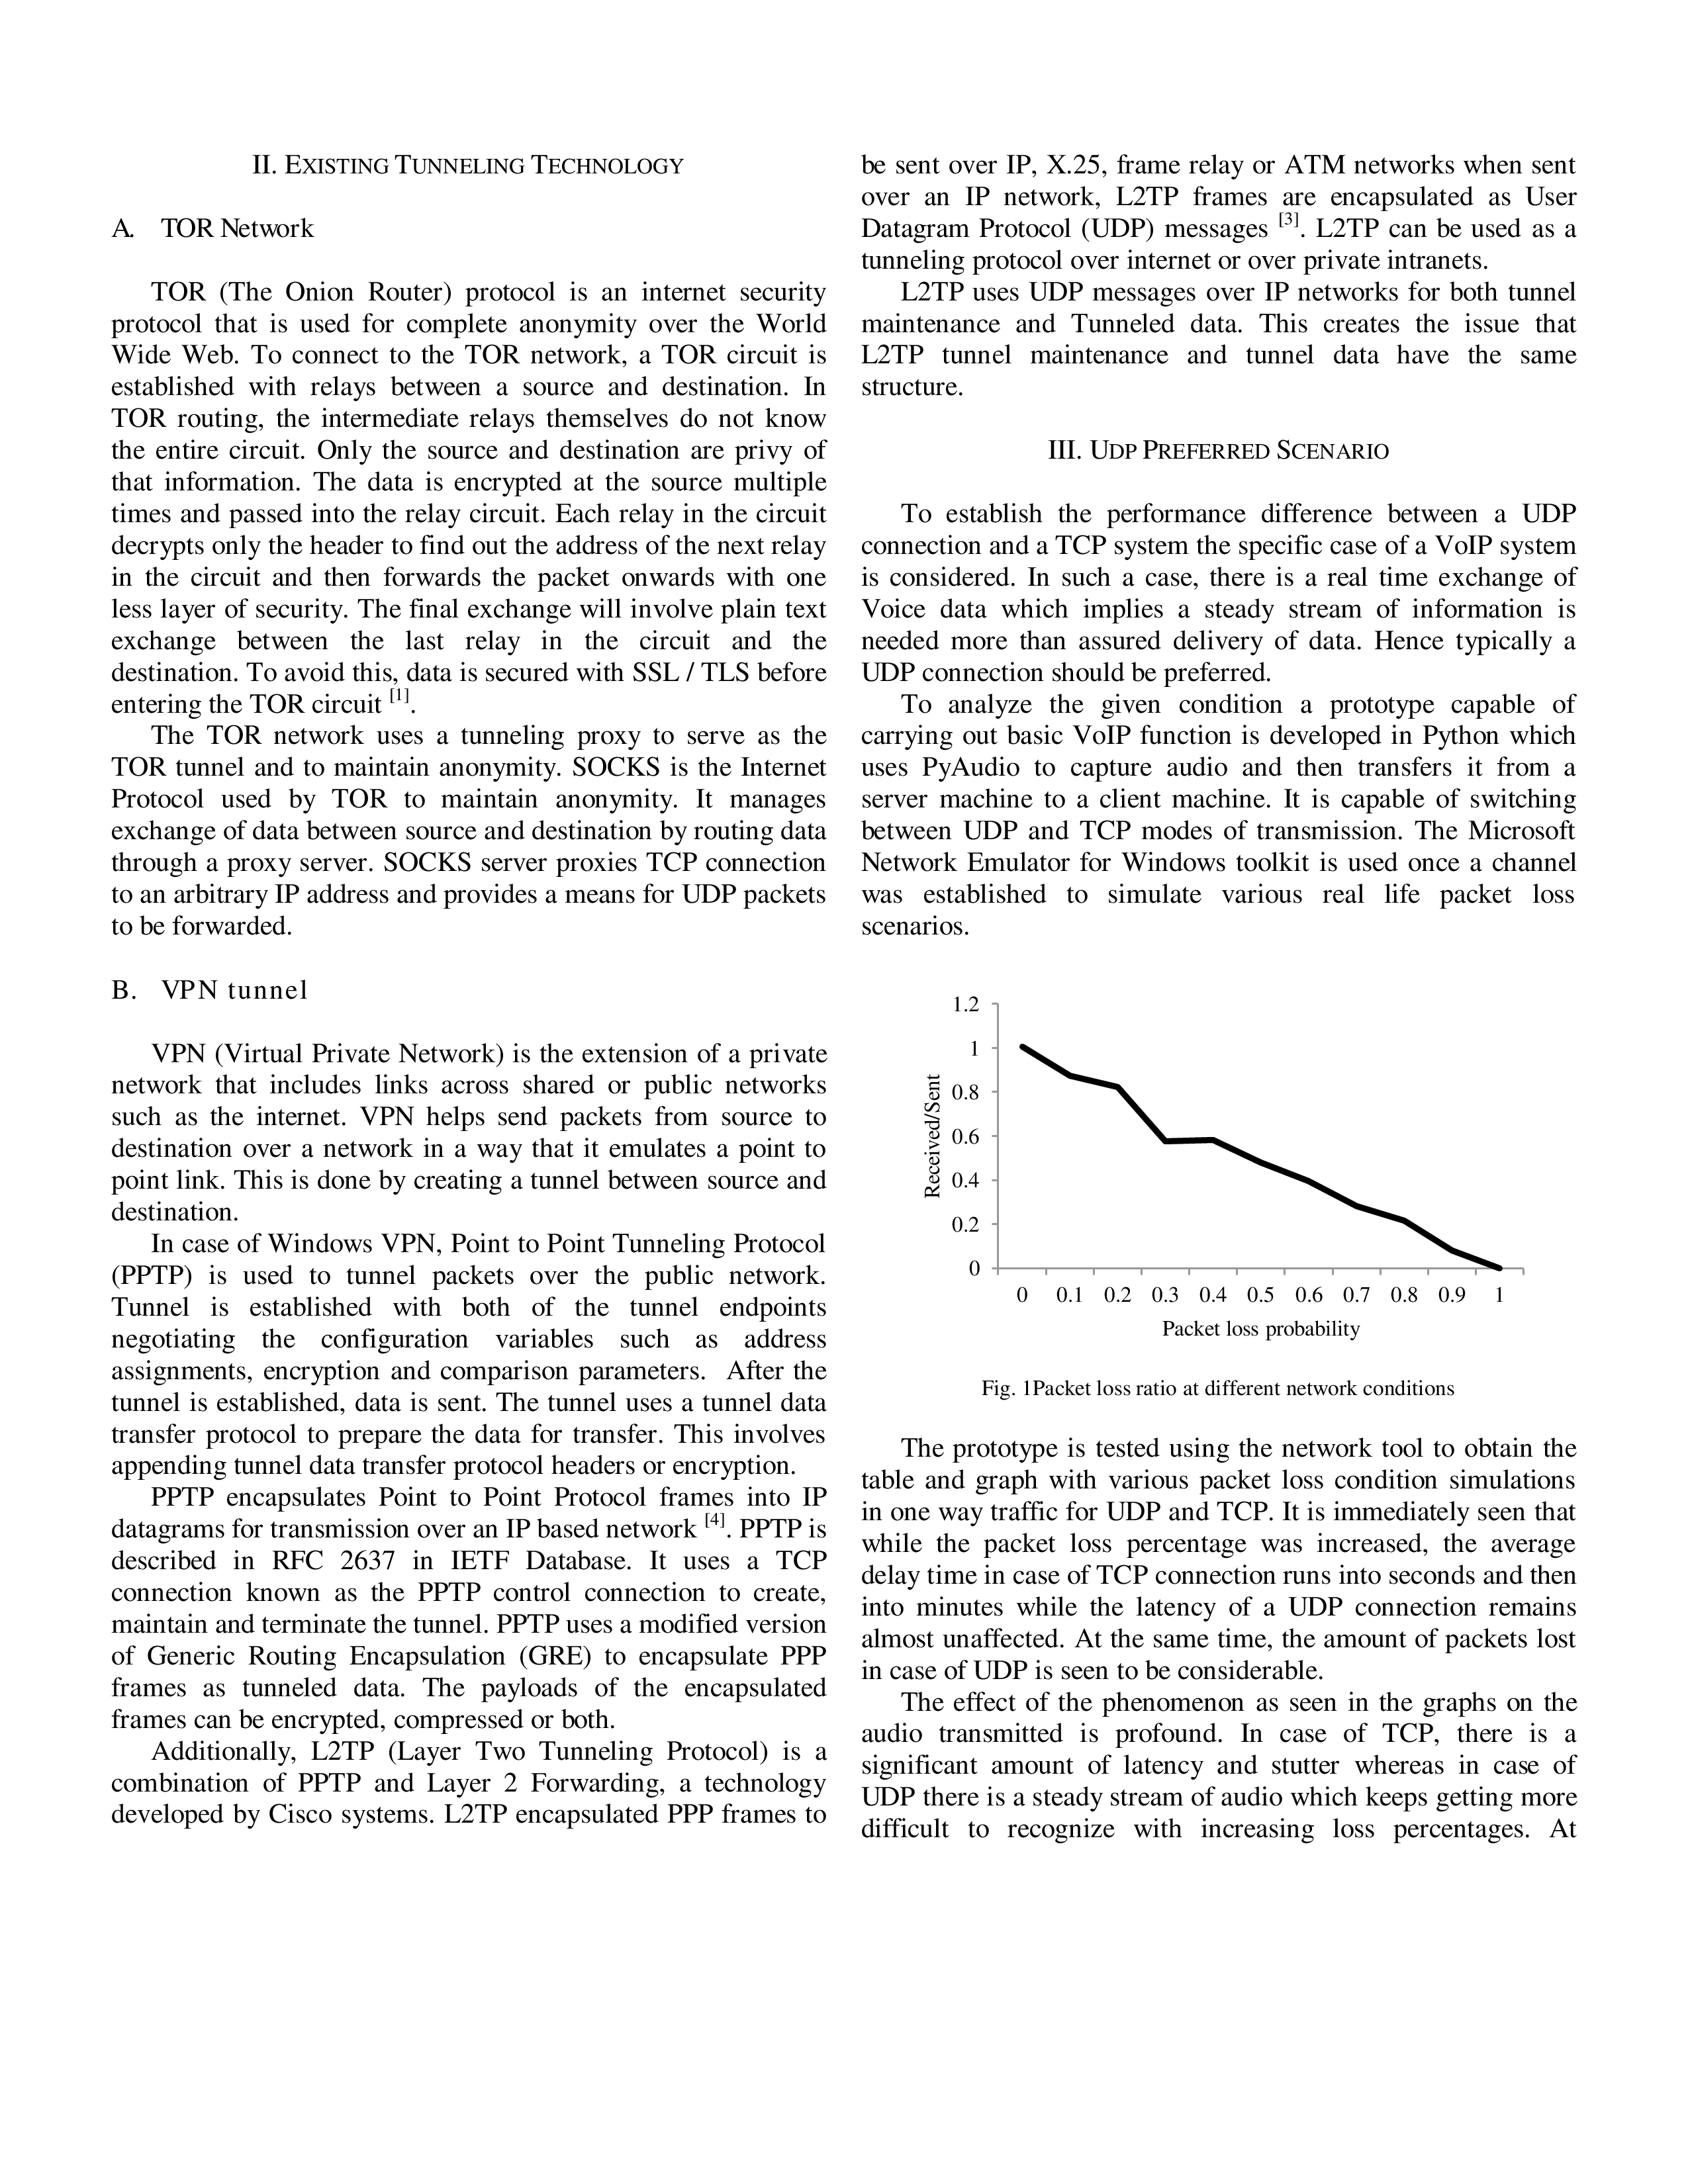 II. EXISTING TUNNELING TECHNOLOGY
A. TOR Network
TOR (The Onion Router) protocol is an internet security
protocol that is used for complete anonymity over the World
Wide Web. To connect to the TOR network, a TOR circuit is
established with relays between a source and destination. In
TOR routing, the intermediate relays themselves do not know
the entire circuit. Only the source and destination are privy of
that information. The data is encrypted at the source multiple
times and passed into the relay circuit. Each relay in the circuit
decrypts only the header to find out the address of the next relay
in the circuit and then forwards the packet onwards with one
less layer of security. The final exchange will involve plain text
exchange between the last relay in the circuit and the
destination. To avoid this, data is secured with SSL / TLS before
entering the TOR circuit [1].
The TOR network uses a tunneling proxy to serve as the
TOR tunnel and to maintain anonymity. SOCKS is the Internet
Protocol used by TOR to maintain anonymity. It manages
exchange of data between source and destination by routing data
through a proxy server. SOCKS server proxies TCP connection
to an arbitrary IP address and provides a means for UDP packets
to be forwarded.
B. VPN tunnel
VPN (Virtual Private Network) is the extension of a private
network that includes links across shared or public networks
such as the internet. VPN helps send packets from source to
destination over a network in a way that it emulates a point to
point link. This is done by creating a tunnel between source and
destination.
In case of Windows VPN, Point to Point Tunneling Protocol
(PPTP) is used to tunnel packets over the public network.
Tunnel is established with both of the tunnel endpoints
negotiating the configuration variables such as address
assignments, encryption and comparison parameters. After the
tunnel is established, data is sent. The tunnel uses a tunnel data
transfer protocol to prepare the data for transfer. This involves
appending tunnel data transfer protocol headers or encryption.
PPTP encapsulates Point to Point Protocol frames into IP
datagrams for transmission over an IP based network [4]. PPTP is
described in RFC 2637 in IETF Database. It uses a TCP
connection known as the PPTP control connection to create,
maintain and terminate the tunnel. PPTP uses a modified version
of Generic Routing Encapsulation (GRE) to encapsulate PPP
frames as tunneled data. The payloads of the encapsulated
frames can be encrypted, compressed or both.
Additionally, L2TP (Layer Two Tunneling Protocol) is a
combination of PPTP and Layer 2 Forwarding, a technology
developed by Cisco systems. L2TP encapsulated PPP frames to
be sent over IP, X.25, frame relay or ATM networks when sent
over an IP network, L2TP frames are encapsulated as User
Datagram Protocol (UDP) messages [3]. L2TP can be used as a
tunneling protocol over internet or over private intranets.
L2TP uses UDP messages over IP networks for both tunnel
maintenance and Tunneled data. This creates the issue that
L2TP tunnel maintenance and tunnel data have the same
structure.
III. UDP PREFERRED SCENARIO
To establish the performance difference between a UDP
connection and a TCP system the specific case of a VoIP system
is considered. In such a case, there is a real time exchange of
Voice data which implies a steady stream of information is
needed more than assured delivery of data. Hence typically a
UDP connection should be preferred.
To analyze the given condition a prototype capable of
carrying out basic VoIP function is developed in Python which
uses PyAudio to capture audio and then transfers it from a
server machine to a client machine. It is capable of switching
between UDP and TCP modes of transmission. The Microsoft
Network Emulator for Windows toolkit is used once a channel
was established to simulate various real life packet loss
scenarios.
1.2
1
0.8
0.6
0.4
0.2
0
Received/Sent
0 0.1 0.2 0.3 0.4 0.5 0.6 0.7 0.8 0.9 1
Packet loss probability
Fig. 1Packet loss ratio at different network conditions
The prototype is tested using the network tool to obtain the
table and graph with various packet loss condition simulations
in one way traffic for UDP and TCP. It is immediately seen that
while the packet loss percentage was increased, the average
delay time in case of TCP connection runs into seconds and then
into minutes while the latency of a UDP connection remains
almost unaffected. At the same time, the amount of packets lost
in case of UDP is seen to be considerable.
The effect of the phenomenon as seen in the graphs on the
audio transmitted is profound. In case of TCP, there is a
significant amount of latency and stutter whereas in case of
UDP there is a steady stream of audio which keeps getting more
difficult to recognize with increasing loss percentages. At